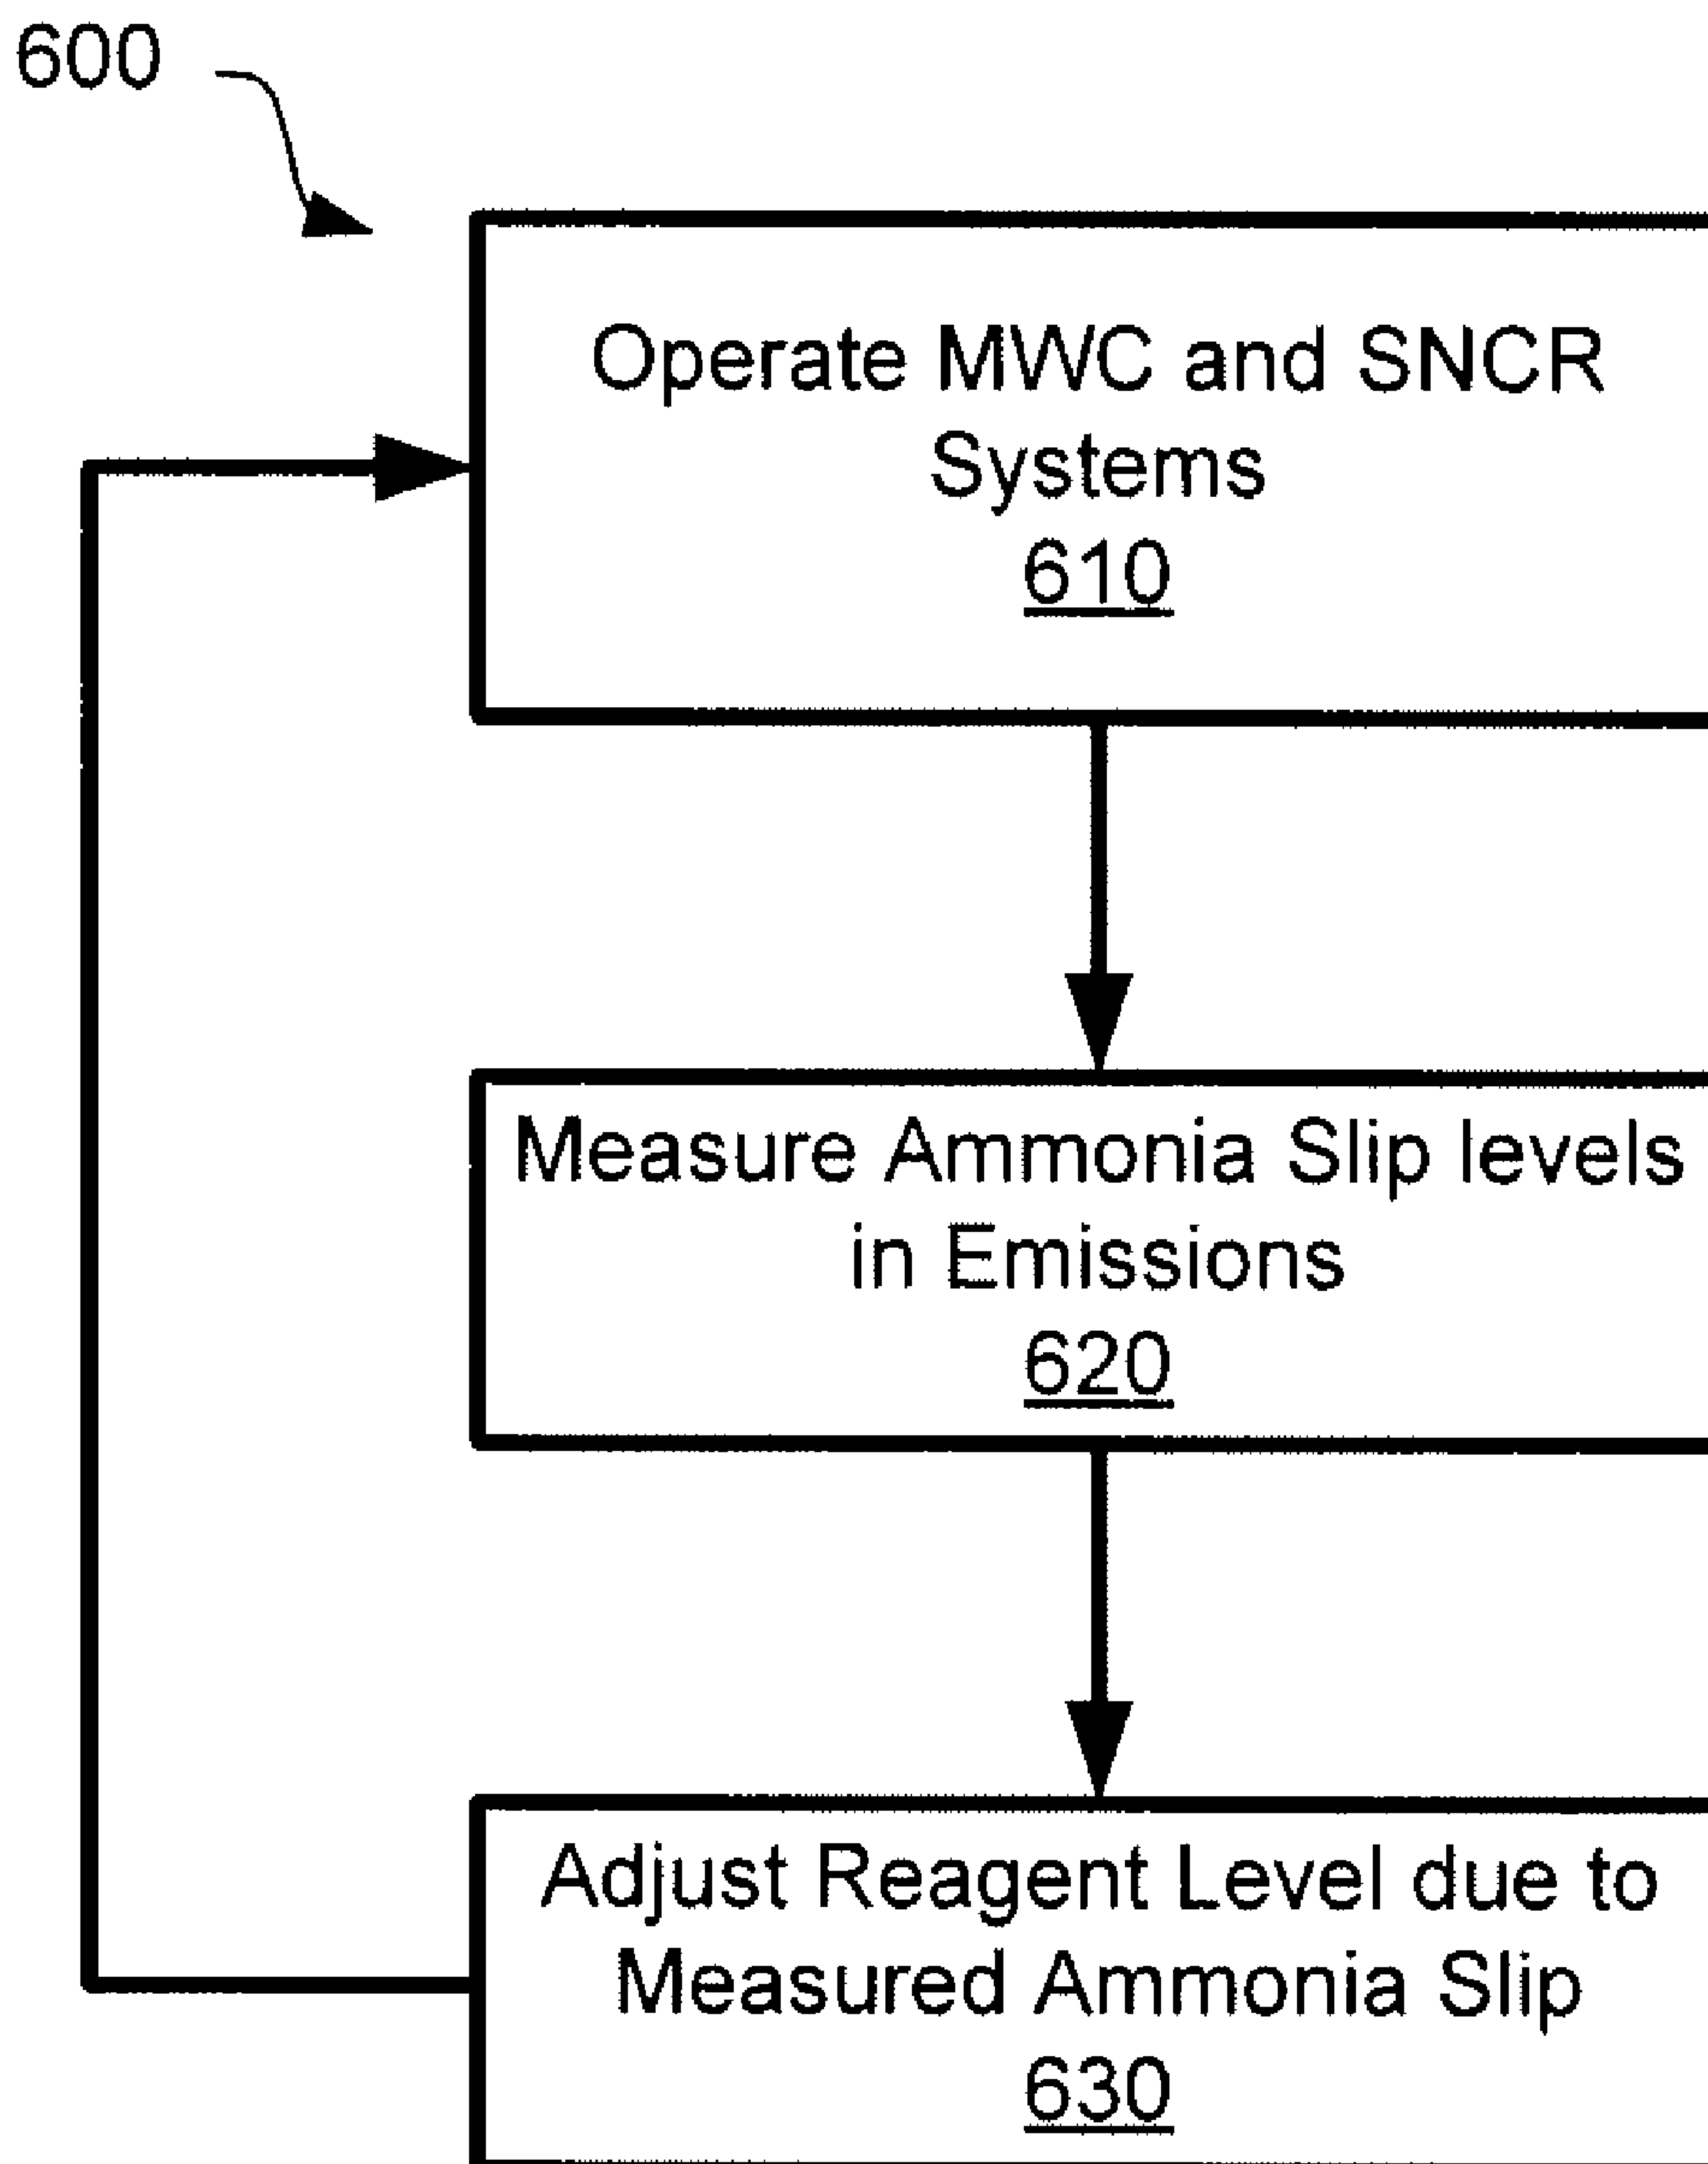 600
Operate MWC and SNCR
Systems
610
Measure Ammonia Slip levels
in Emissions
620
Adjust Reagent Level due to
Measured Ammonia Slip
630